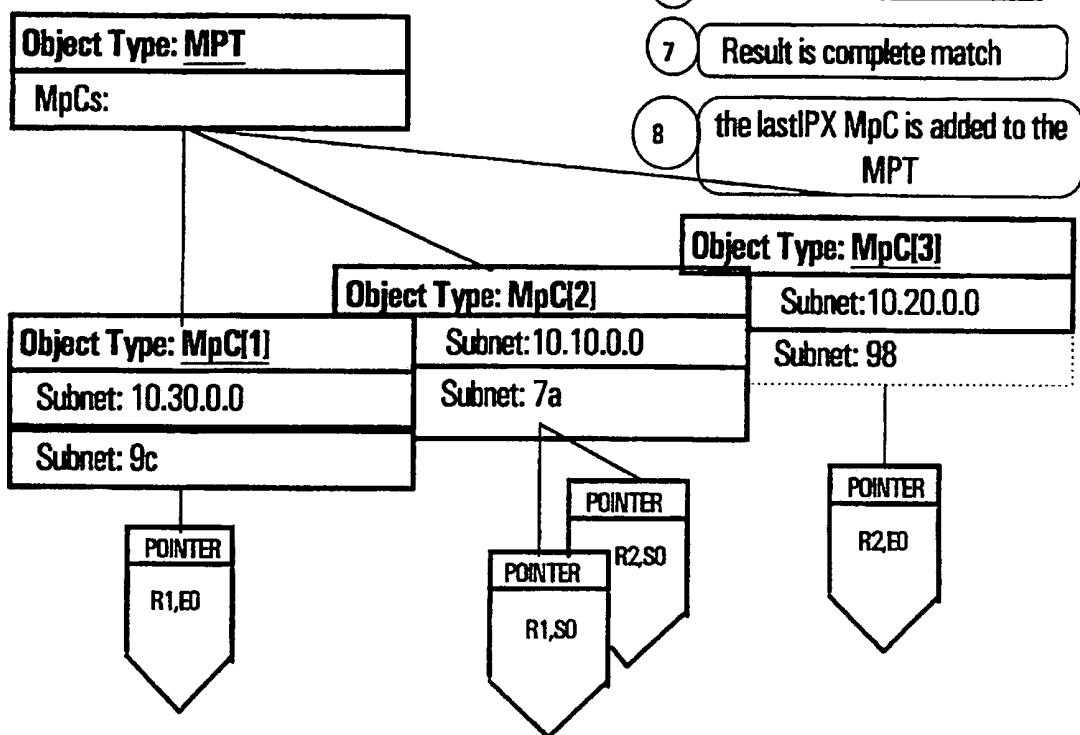 Object Type: MPT
MpCs:
7
Result is complete match
8
the lastIPX MpC is added to the
MPT
Object Type: MpC[3]
Subnet:10.20.0.0
Subnet: 98
Object Type: MpC[2]
Subnet:10.10.0.0
Subnet: 7a
Object Type: MpC[1]
Subnet: 10.30.0.0
Subnet: 9c
POINTER
R1,E0
POINTER
R2,S0
POINTER
R1,S0
POINTER
R2,E0